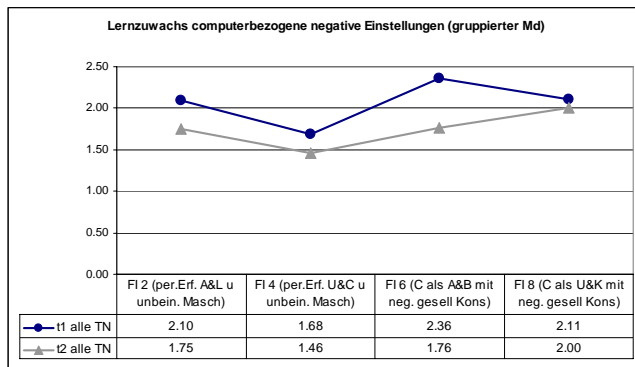 Lernzuwachs computerbezogene negative Einstellungen (gruppierter Md)
2.50
2.00
1.50
1.00
0.50
0.00
FI 2 (per.Erf. A&L u FI 4 (per.Erf. U&C u FI 6 (C als A&B mit FI 8 (C als U&K mit
unbein. Masch) unbein. Masch) neg. gesell Kons) neg. gesell Kons)
t1 alle TN 2.10 1.68 2.36 2.11
t2 alle TN 1.75 1.46 1.76 2.00